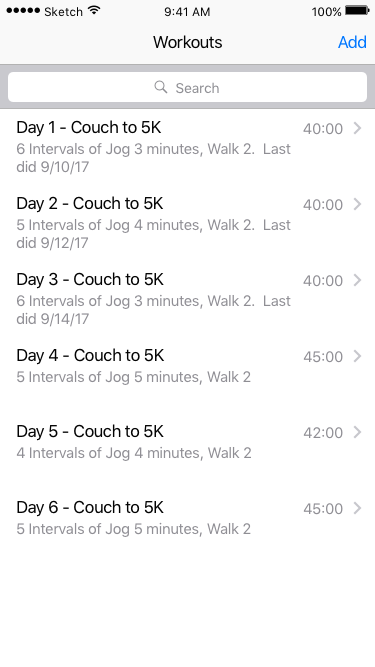 Sketch 9:41 AM 100%
Workouts Add
Search
Day 1 - Couch to 5K 40:00
6 Intervals of Jog 3 minutes, Walk 2.  Last
did 9/10/17
Day 2 - Couch to 5K 40:00
5 Intervals of Jog 4 minutes, Walk 2.  Last
did 9/12/17
Day 3 - Couch to 5K 40:00
6 Intervals of Jog 3 minutes, Walk 2.  Last
did 9/14/17
Day 4 - Couch to 5K 45:00
5 Intervals of Jog 5 minutes, Walk 2
Day 5 - Couch to 5K 42:00
4 Intervals of Jog 4 minutes, Walk 2
Day 6 - Couch to 5K 45:00
5 Intervals of Jog 5 minutes, Walk 2